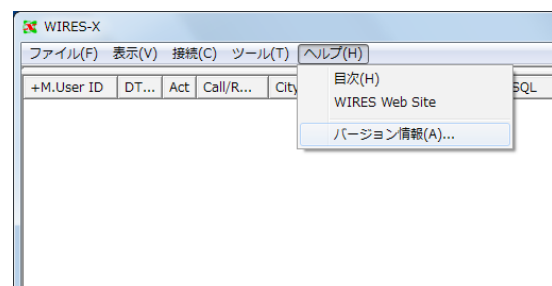 WIRES-X
ファイル(F) 表示(V) 接続(C) ツール(T) ヘルプ(H)
+M.User ID DT... Act Call/R... City SQL
目次(H)
WIRES Web Site
バージョン情報(A)...